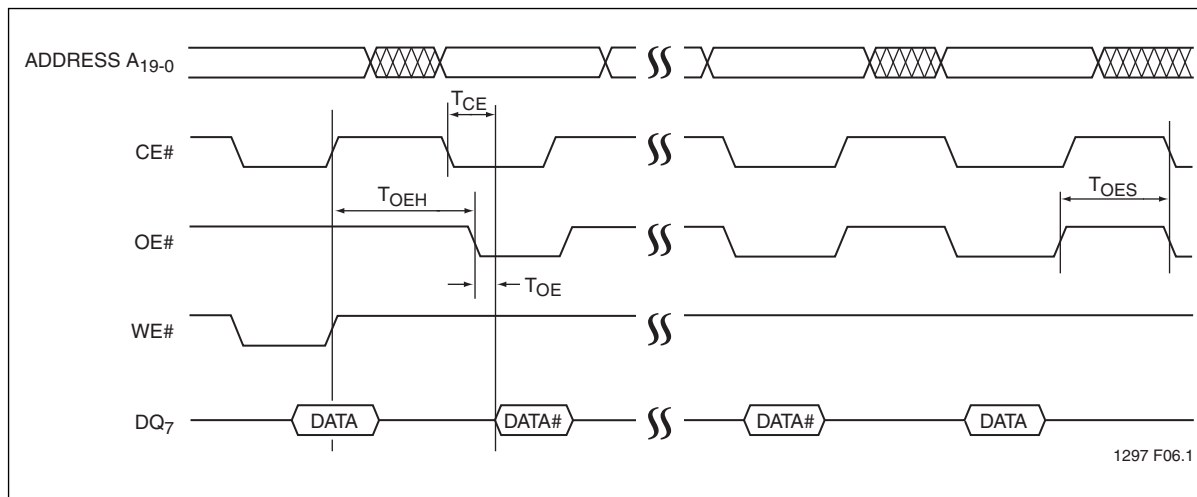 ADDRESS A19-0
TCE
CE#
TOEH
TOES
OE#
TOE
WE#
DQ7
DATA
DATA#
DATA#
DATA
1297 F06.1